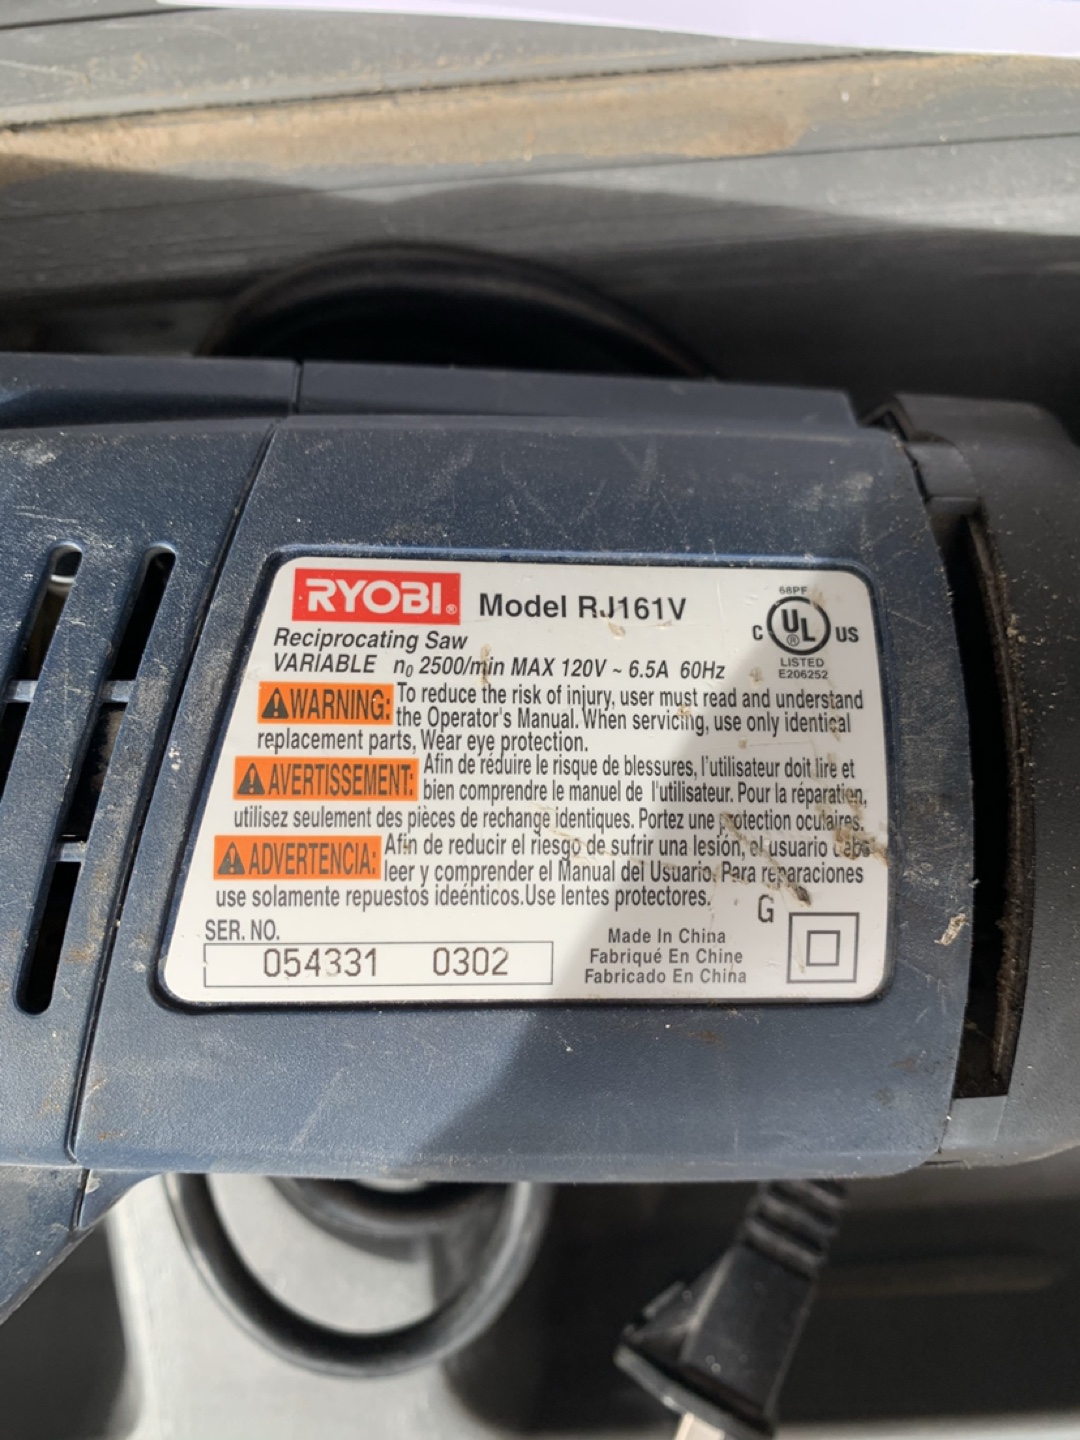 RYOBI® Model RJ161V
68PF
C UL® US
LISTED
E206252
Reciprocating Saw
VARIABLE n0 2500/min MAX 120V ~ 6.5A 60Hz
WARNING: To reduce the risk of injury, user must read and understand
the Operator's Manual. When servicing, use only identical
replacement parts, Wear eye protection.
AVERTISSEMENT: Afin de réduire le risque de blessures, l'utilisateur doit lire et
bien comprendre le manuel de l'utilisateur. Pour la réparation,
utilisez seulement des pièces de rechange identiques. Portez une protection oculaires.
ADVERTENCIA: Afin de reducir el riesgo de sufrir una lesión, el usuario debe
leer y comprender el Manual del Usuario. Para reparaciones
use solamente repuestos ideénticos.Use lentes protectores.
G
SER. NO.
054331 0302
Made In China
Fabriqué En Chine
Fabricado En China